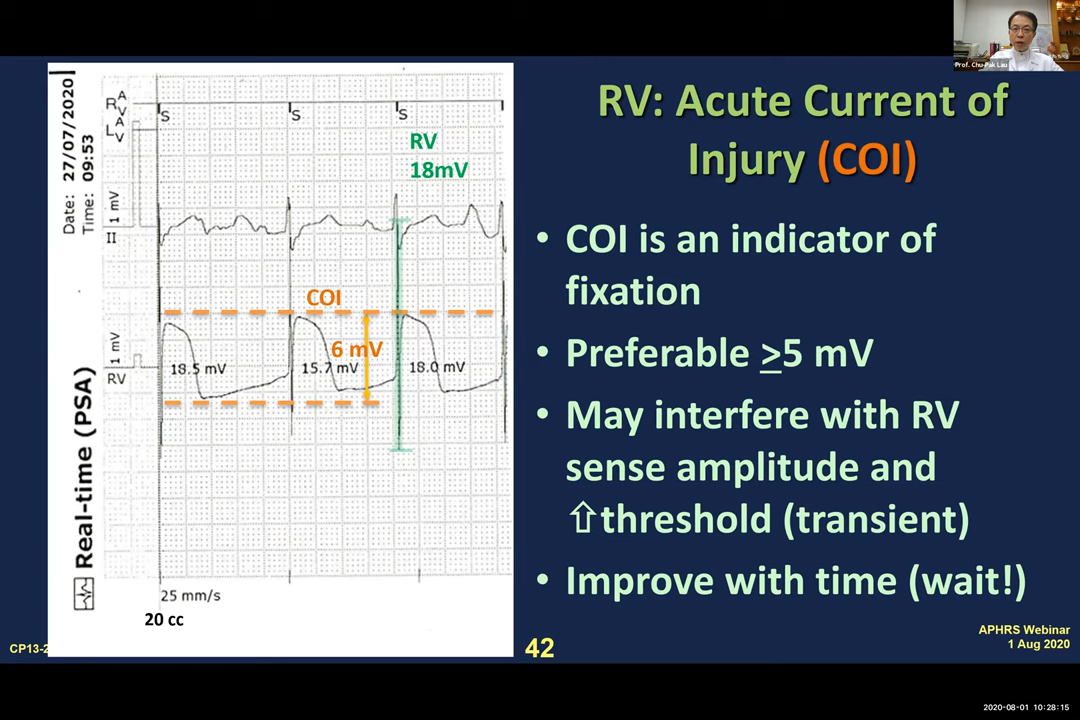 Prof. Chu-Pak Lau
RV: Acute Current of
Injury (COI)
• COI is an indicator of
fixation
• Preferable ≥5 mV
• May interfere with RV
sense amplitude and
⇧threshold (transient)
• Improve with time (wait!)
Date: 27/07/2020
Time: 09:53
Real-time (PSA)
A
R
V
A
L
V
S
S
S
RV
18mV
1 mV
II
COI
6 mV
1 mV
RV
18.5 mV
15.7 mV
18.0 mV
25 mm/s
20 cc
CP13-2
42
APHRS Webinar
1 Aug 2020
2020-08-01 10:28:15